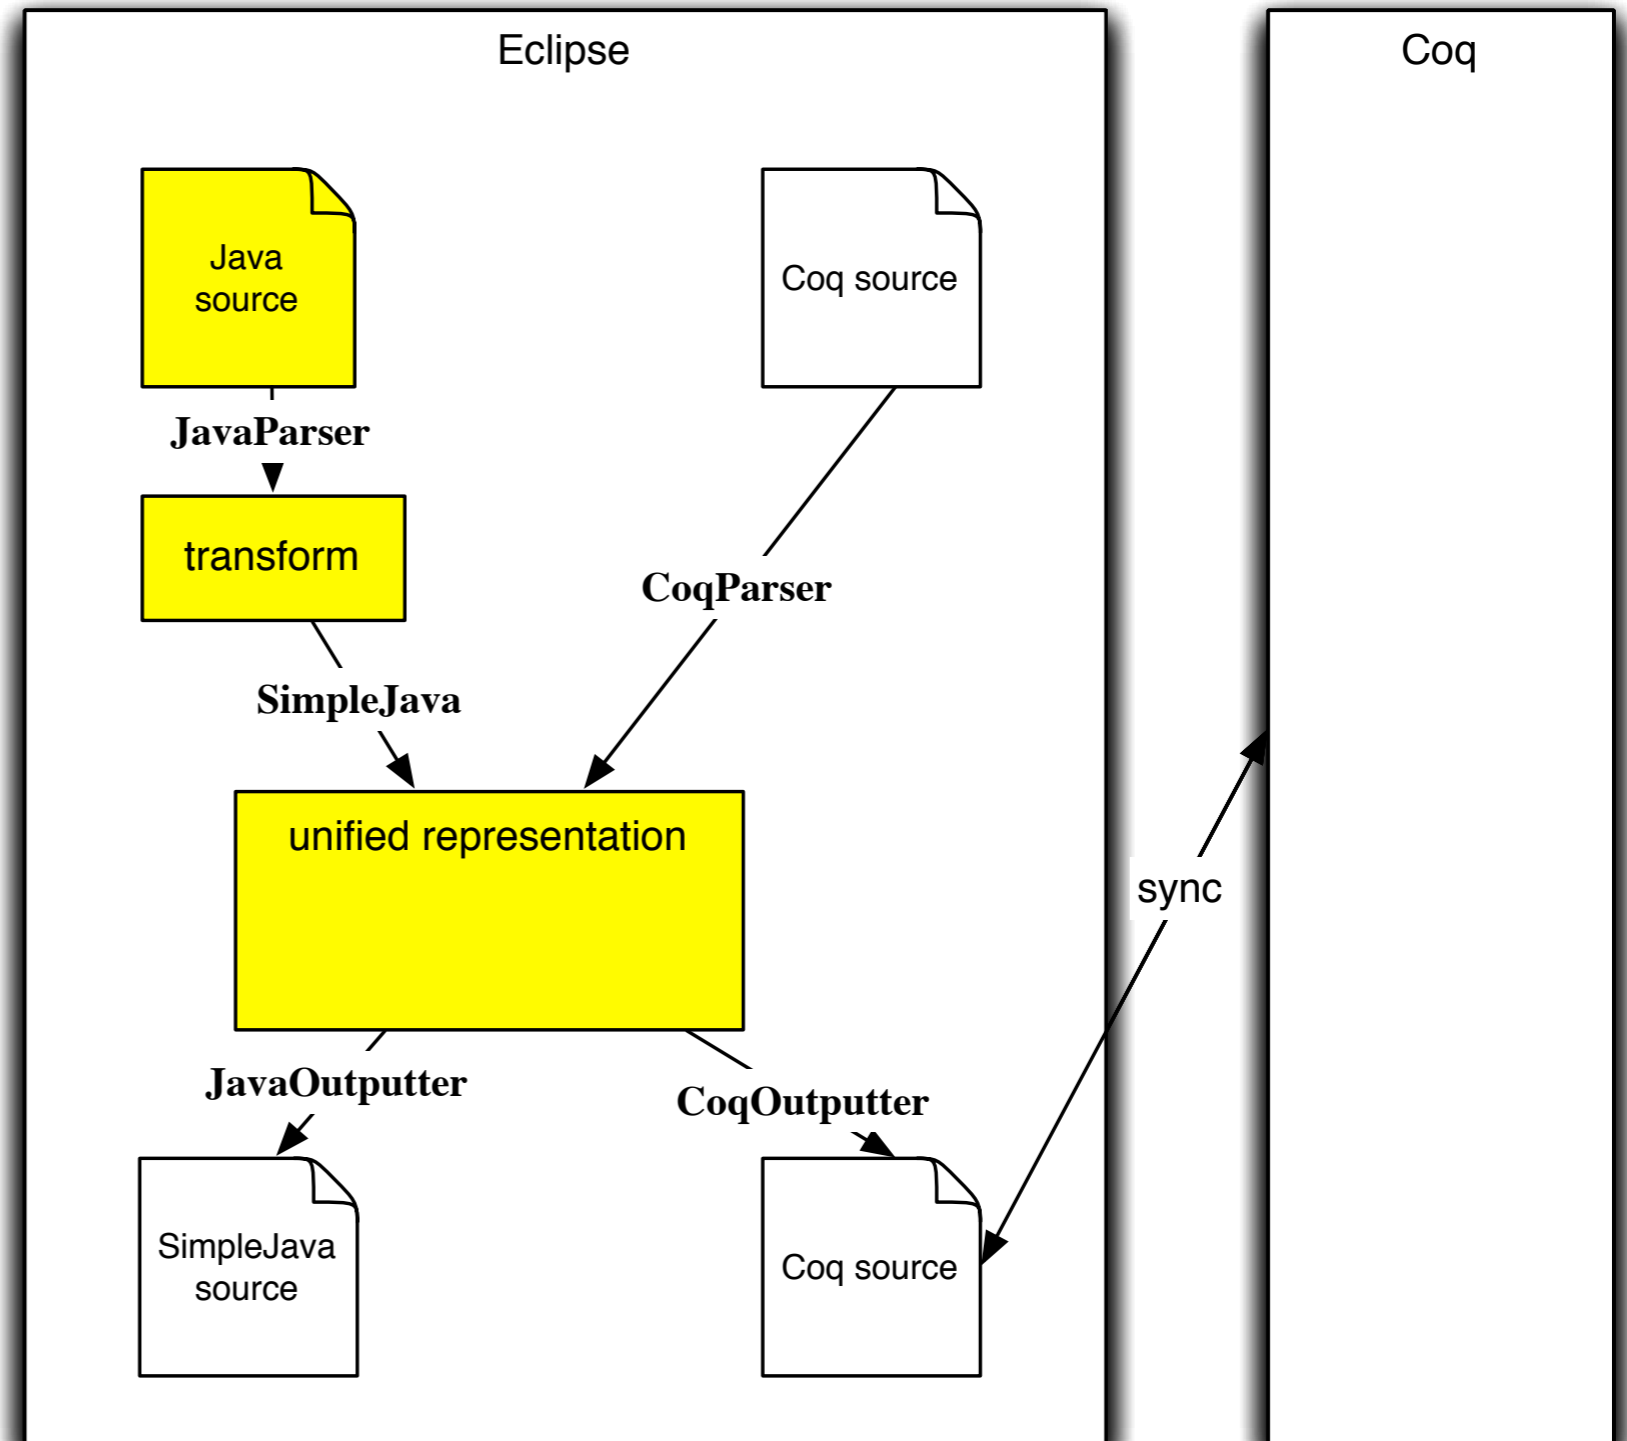 Eclipse
Coq
Java
source
Coq source
JavaParser
transform
CoqParser
SimpleJava
unified representation
sync
JavaOutputter
CoqOutputter
SimpleJava
source
Coq source